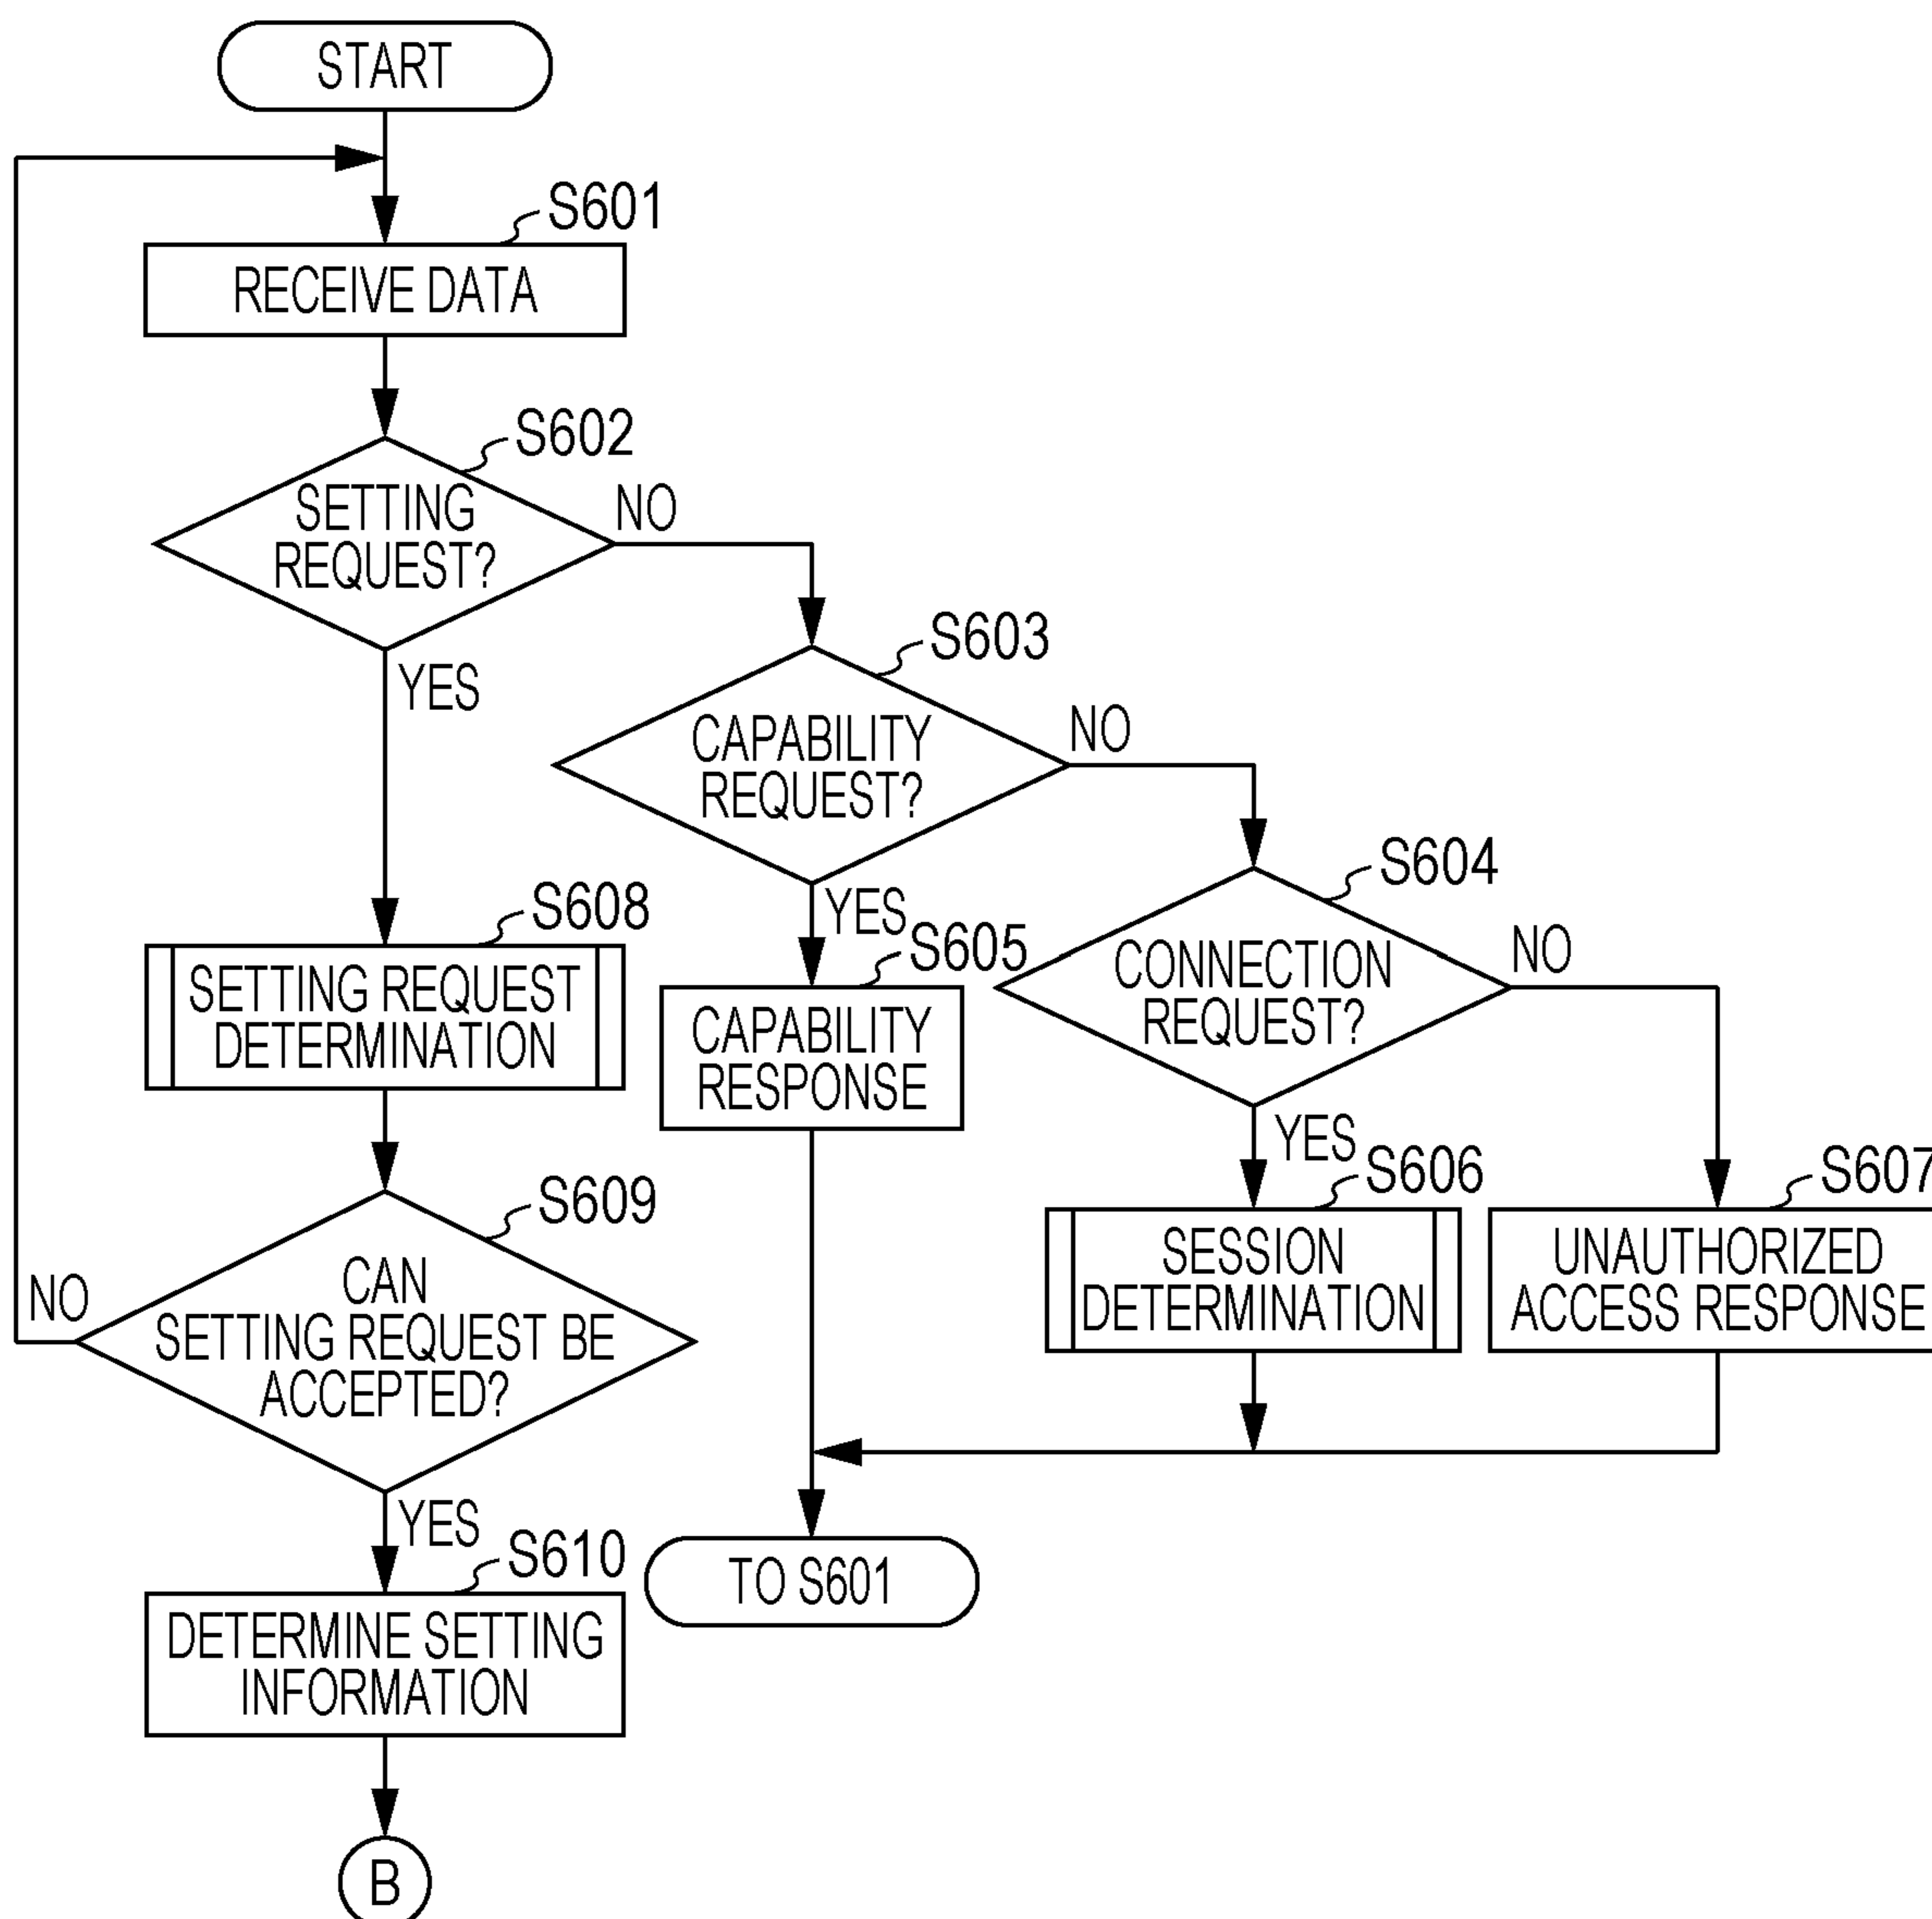 START
S601
RECEIVE DATA
S602
SETTING
REQUEST?
NO
YES
S603
CAPABILITY
REQUEST?
NO
YES
S604
CONNECTION
REQUEST?
NO
YES
S605
CAPABILITY
RESPONSE
S606
SESSION
DETERMINATION
S607
UNAUTHORIZED
ACCESS RESPONSE
S608
SETTING REQUEST
DETERMINATION
S609
CAN
SETTING REQUEST BE
ACCEPTED?
NO
YES
S610
DETERMINE SETTING
INFORMATION
TO S601
B